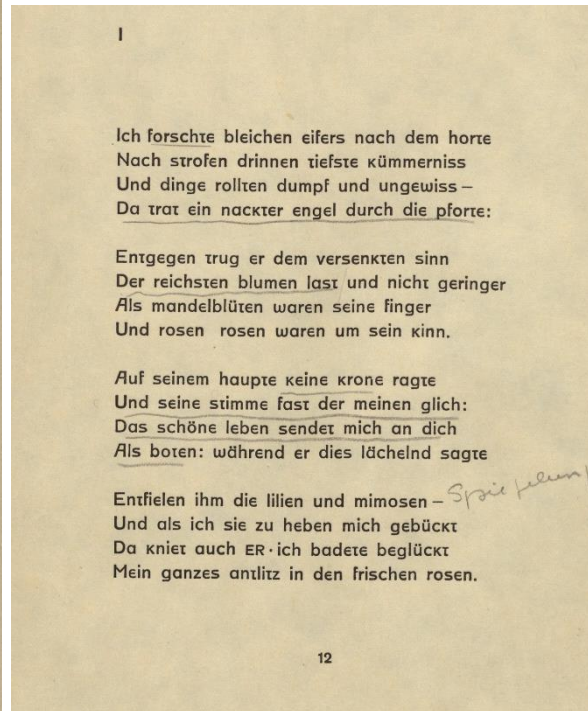 I
Ich forschte bleichen eifers nach dem horte
Nach strofen drinnen tiefste kümmerniss
Und dinge rollten dumpf und ungewiss –
Da trat ein nackter engel durch die pforte:
Entgegen trug er dem versenkten sinn
Der reichsten blumen last und nicht geringer
Als mandelblüten waren seine finger
Und rosen rosen waren um sein kinn.
Auf seinem haupte keine krone ragte
Und seine stimme fast der meinen glich:
Das schöne leben sendet mich an dich
Als boten: während er dies lächelnd sagte
Entfielen ihm die lilien und mimosen – Spiegelung
Und als ich sie zu heben mich gebückt
Da kniet auch ER · ich badete beglückt
Mein ganzes antlitz in den frischen rosen.
12